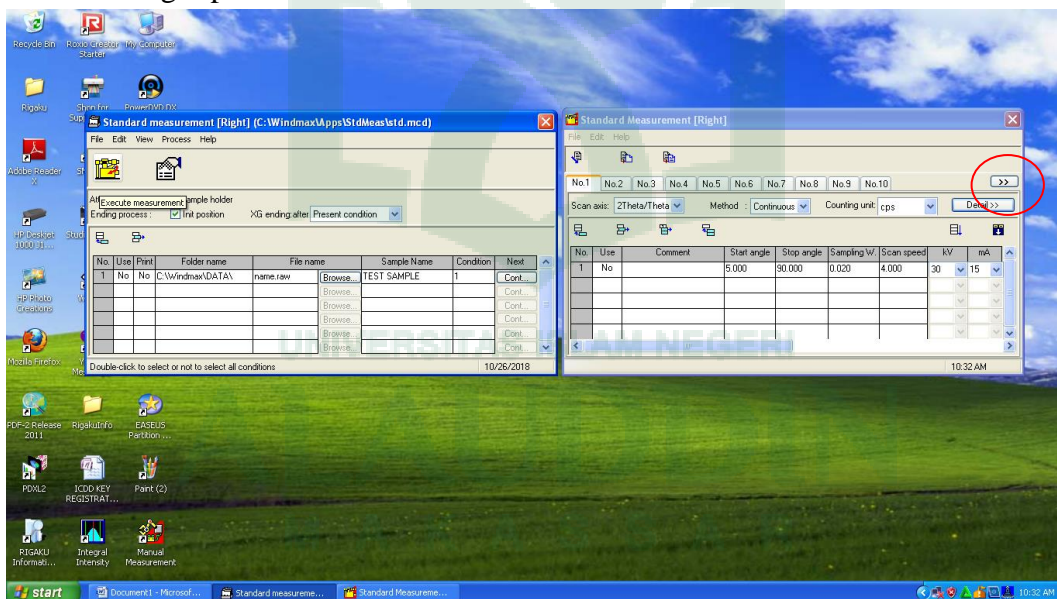 Recycle Bin
Roxio Creator Starter
My Computer
Rigaku
Shop for
PowerDVD DX
Adobe Reader X
HP Deskjet 1000 J1...
HP Photo Creations
Mozilla Firefox
PDF-2 Release 2011
RigakuInfo
EASEUS Partition ...
PDXL2
ICDD KEY REGISTRAT...
Paint (2)
RIGAKU Informati...
Integral Intensity
Manual Measurement
Standard measurement [Right] (C:\Windmax\Apps\StdMeas\std.mcd)
File Edit View Process Help
Execute measurement
ample holder
Ending process : Init position XG ending:alter Present condition
No. Use Print Folder name File name Sample Name Condition Next
1 No No C:\Windmax\DATA\ name.raw Browse... TEST SAMPLE 1 Cont...
Browse... Cont...
Browse... Cont...
Browse... Cont...
Browse... Cont...
Browse... Cont...
Double-click to select or not to select all conditions 10/26/2018
Standard Measurement [Right]
File Edit Help
No.1 No.2 No.3 No.4 No.5 No.6 No.7 No.8 No.9 No.10 >>
Scan axis: 2Theta/Theta Method : Continuous Counting unit: cps Detail >>
No. Use Comment Start angle Stop angle Sampling W. Scan speed kV mA
1 No 5.000 90.000 0.020 4.000 30 15
10:32 AM
UNIVERSITAS ISLAM NEGERI
start Document1 - Microsof... Standard measureme... Standard Measureme... 10:32 AM